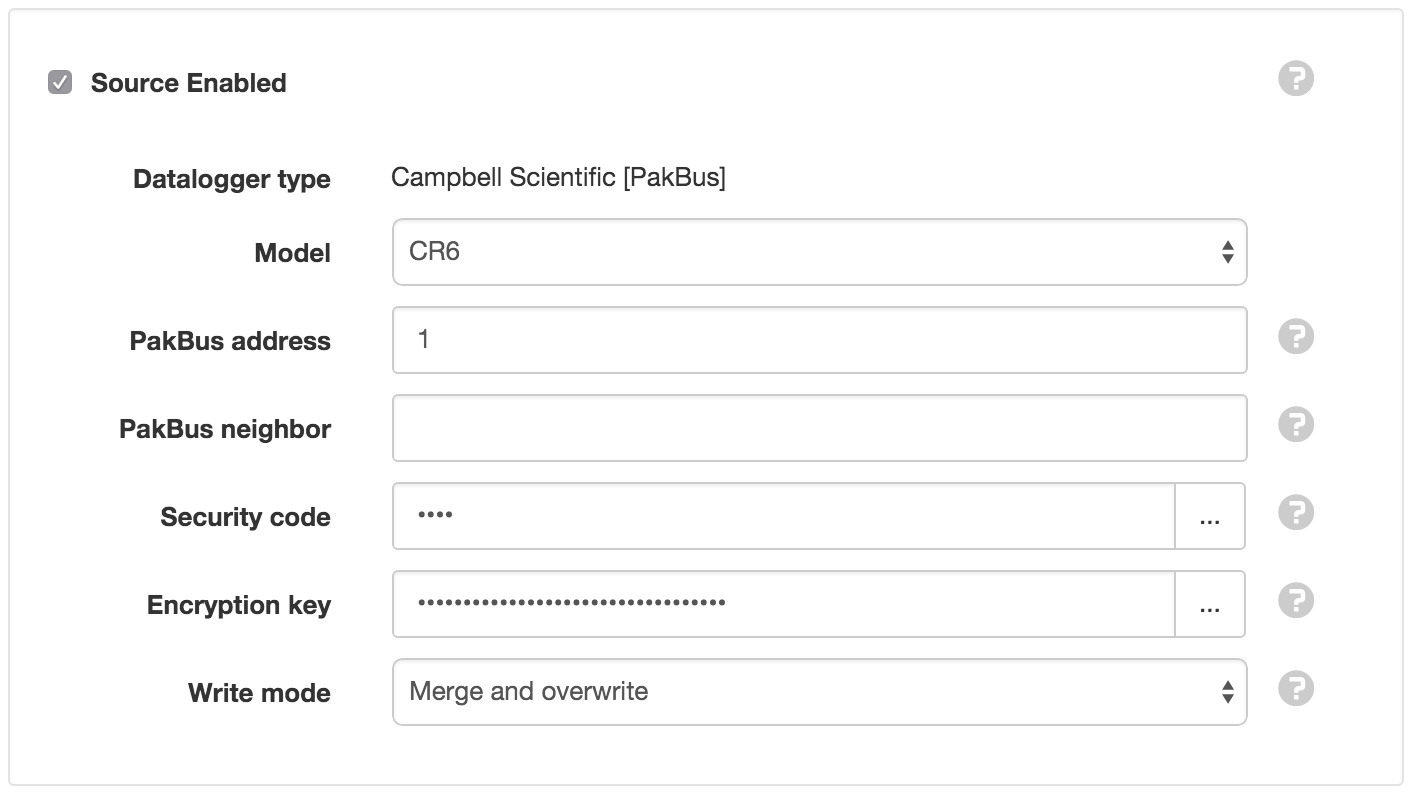 Source Enabled ?
Datalogger type Campbell Scientific [PakBus]
Model CR6
PakBus address 1 ?
PakBus neighbor ?
Security code •••• ... ?
Encryption key •••••••••••••••••••••••••••••••••• ... ?
Write mode Merge and overwrite ?